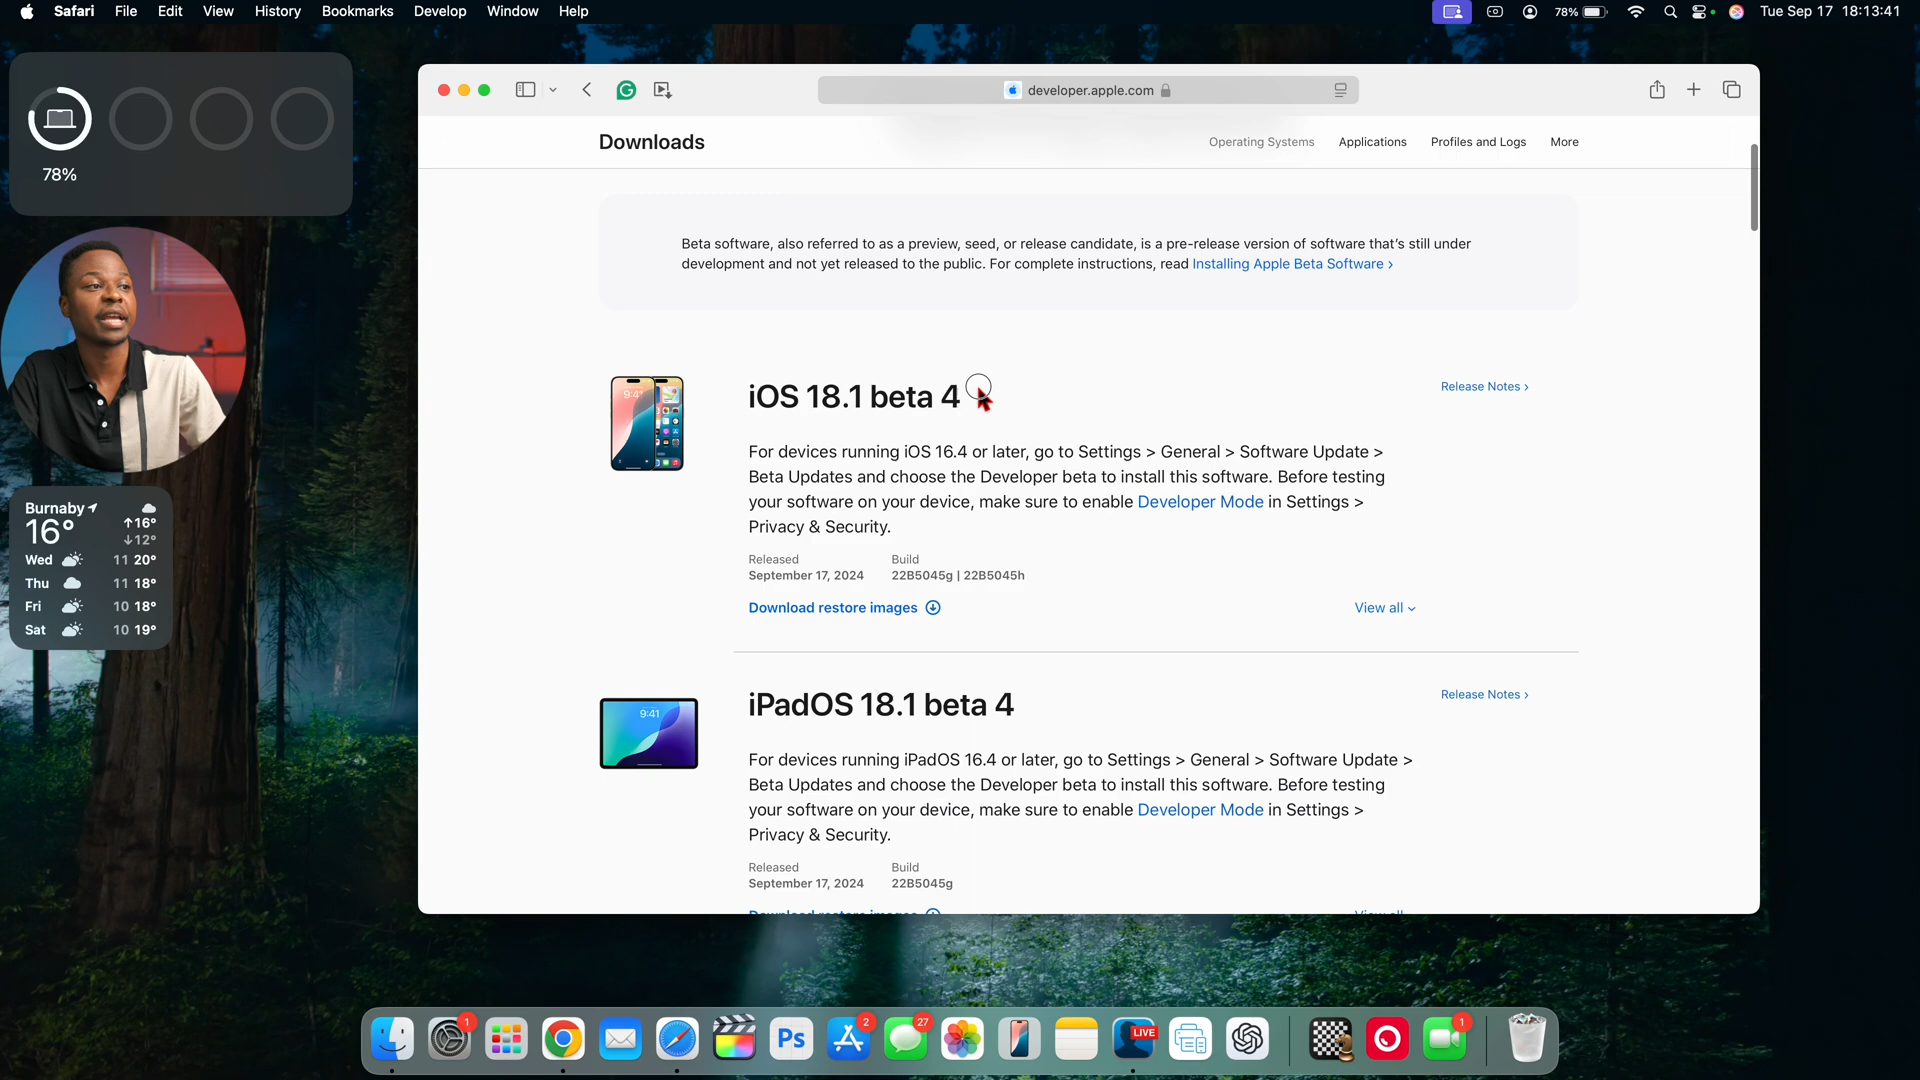 Safari File Edit View History Bookmarks Develop Window Help
78% Tue Sep 17 18:13:41
78%
developer.apple.com
Downloads
Operating Systems Applications Profiles and Logs More
Beta software, also referred to as a preview, seed, or release candidate, is a pre-release version of software that's still under
development and not yet released to the public. For complete instructions, read Installing Apple Beta Software >
9:41
iOS 18.1 beta 4
Release Notes >
For devices running iOS 16.4 or later, go to Settings > General > Software Update >
Beta Updates and choose the Developer beta to install this software. Before testing
your software on your device, make sure to enable Developer Mode in Settings >
Privacy & Security.
Released Build
September 17, 2024 22B5045g | 22B5045h
Download restore images
View all
9:41
iPadOS 18.1 beta 4
Release Notes >
For devices running iPadOS 16.4 or later, go to Settings > General > Software Update >
Beta Updates and choose the Developer beta to install this software. Before testing
your software on your device, make sure to enable Developer Mode in Settings >
Privacy & Security.
Released Build
September 17, 2024 22B5045g
Download restore images
View all
Burnaby
16° ↑16°
↓12°
Wed 11 20°
Thu 11 18°
Fri 10 18°
Sat 10 19°
1
Ps
2
27
LIVE
1